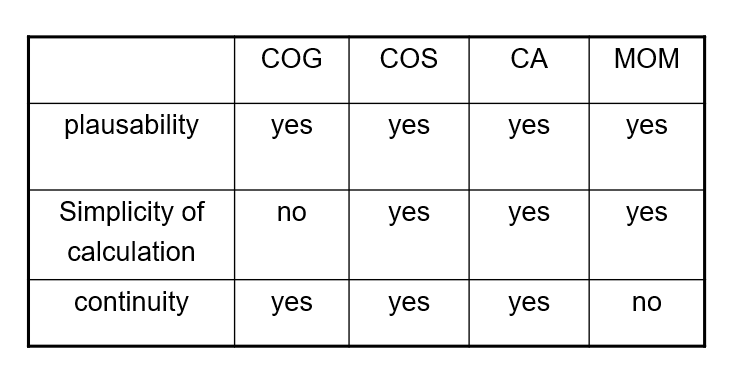 COG COS CA MOM
plausability yes yes yes yes
Simplicity of no yes yes yes
calculation
continuity yes yes yes no